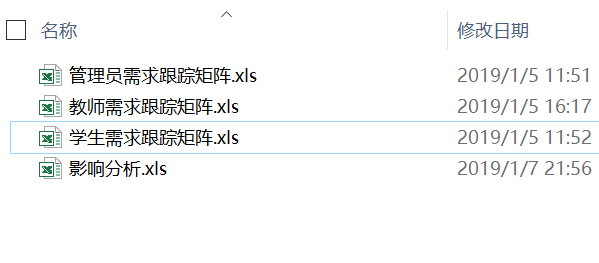 名称 修改日期
管理员需求跟踪矩阵.xls 2019/1/5 11:51
教师需求跟踪矩阵.xls 2019/1/5 16:17
学生需求跟踪矩阵.xls 2019/1/5 11:52
影响分析.xls 2019/1/7 21:56